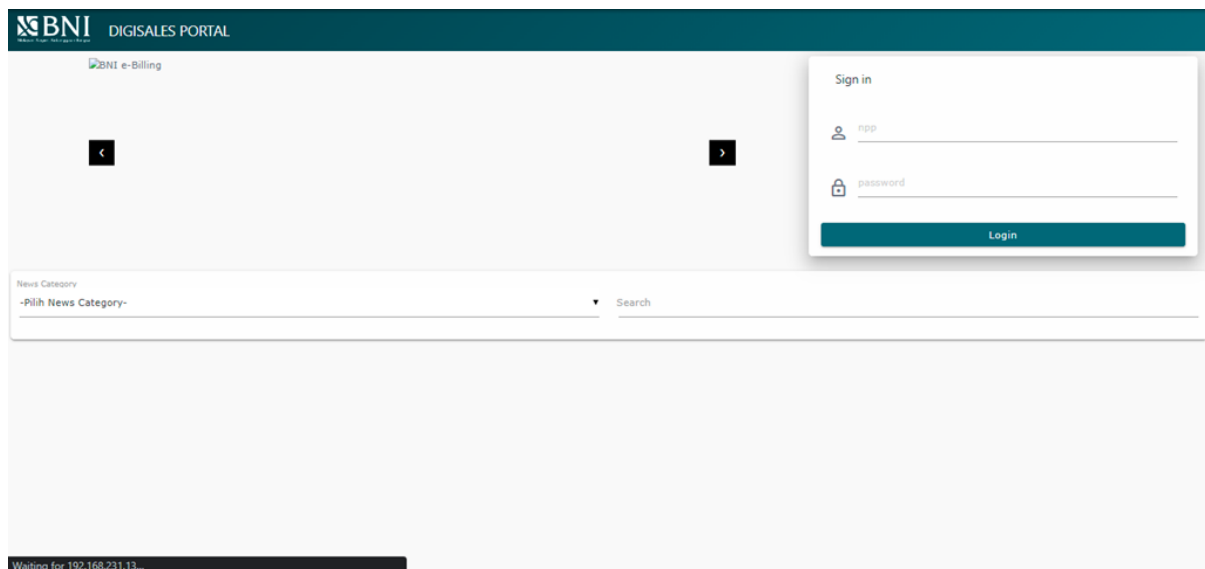 BNI DIGISALES PORTAL
BNI e-Billing
Sign in
npp
password
Login
News Category
-Pilih News Category-
Search
Waiting for 192.168.231.13...